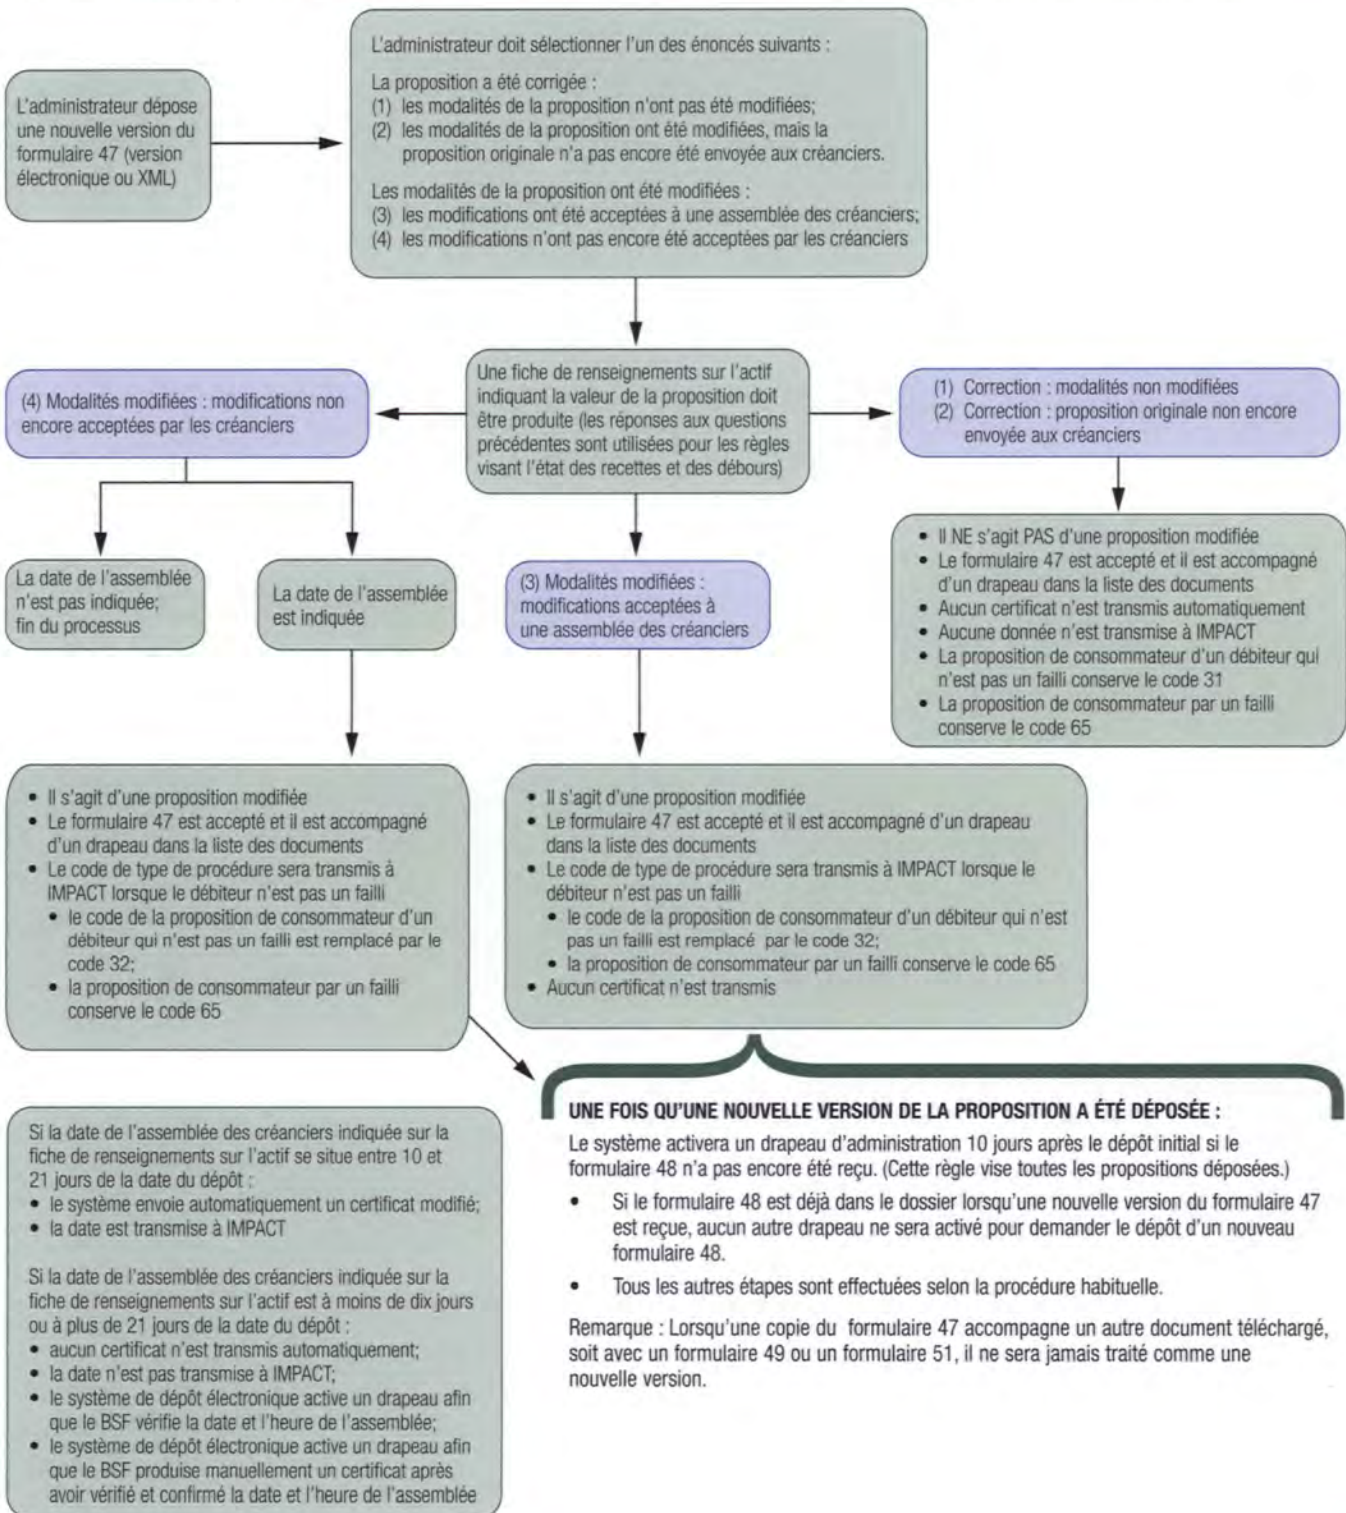 L'administrateur dépose
une nouvelle version du
formulaire 47 (version
électronique ou XML)
L'administrateur doit sélectionner l'un des énoncés suivants :
La proposition a été corrigée :
(1) les modalités de la proposition n'ont pas été modifiées;
(2) les modalités de la proposition ont été modifiées, mais la
proposition originale n'a pas encore été envoyée aux créanciers.
Les modalités de la proposition ont été modifiées :
(3) les modifications ont été acceptées à une assemblée des créanciers;
(4) les modifications n'ont pas encore été acceptées par les créanciers
(4) Modalités modifiées : modifications non
encore acceptées par les créanciers
Une fiche de renseignements sur l'actif
indiquant la valeur de la proposition doit
être produite (les réponses aux questions
précédentes sont utilisées pour les règles
visant l'état des recettes et des débours)
(1) Correction : modalités non modifiées
(2) Correction : proposition originale non encore
envoyée aux créanciers
La date de l'assemblée
n'est pas indiquée;
fin du processus
La date de l'assemblée
est indiquée
(3) Modalités modifiées :
modifications acceptées à
une assemblée des créanciers
• Il NE s'agit PAS d'une proposition modifiée
• Le formulaire 47 est accepté et il est accompagné
d'un drapeau dans la liste des documents
• Aucun certificat n'est transmis automatiquement
• Aucune donnée n'est transmise à IMPACT
• La proposition de consommateur d'un débiteur qui
n'est pas un failli conserve le code 31
• La proposition de consommateur par un failli
conserve le code 65
• Il s'agit d'une proposition modifiée
• Le formulaire 47 est accepté et il est accompagné
d'un drapeau dans la liste des documents
• Le code de type de procédure sera transmis à
IMPACT lorsque le débiteur n'est pas un failli
• le code de la proposition de consommateur d'un
débiteur qui n'est pas un failli est remplacé par le
code 32;
• la proposition de consommateur par un failli
conserve le code 65
• Il s'agit d'une proposition modifiée
• Le formulaire 47 est accepté et il est accompagné d'un drapeau
dans la liste des documents
• Le code de type de procédure sera transmis à IMPACT lorsque le
débiteur n'est pas un failli
• le code de la proposition de consommateur d'un débiteur qui n'est
pas un failli est remplacé par le code 32;
• la proposition de consommateur par un failli conserve le code 65
• Aucun certificat n'est transmis
Si la date de l'assemblée des créanciers indiquée sur la
fiche de renseignements sur l'actif se situe entre 10 et
21 jours de la date du dépôt :
• le système envoie automatiquement un certificat modifié;
• la date est transmise à IMPACT
Si la date de l'assemblée des créanciers indiquée sur la
fiche de renseignements sur l'actif est à moins de dix jours
ou à plus de 21 jours de la date du dépôt :
• aucun certificat n'est transmis automatiquement;
• la date n'est pas transmise à IMPACT;
• le système de dépôt électronique active un drapeau afin
que le BSF vérifie la date et l'heure de l'assemblée;
• le système de dépôt électronique active un drapeau afin
que le BSF produise manuellement un certificat après
avoir vérifié et confirmé la date et l'heure de l'assemblée
UNE FOIS QU'UNE NOUVELLE VERSION DE LA PROPOSITION A ÉTÉ DÉPOSÉE :
Le système activera un drapeau d'administration 10 jours après le dépôt initial si le
formulaire 48 n'a pas encore été reçu. (Cette règle vise toutes les propositions déposées.)
• Si le formulaire 48 est déjà dans le dossier lorsqu'une nouvelle version du formulaire 47
est reçue, aucun autre drapeau ne sera activé pour demander le dépôt d'un nouveau
formulaire 48.
• Tous les autres étapes sont effectuées selon la procédure habituelle.
Remarque : Lorsqu'une copie du formulaire 47 accompagne un autre document téléchargé,
soit avec un formulaire 49 ou un formulaire 51, il ne sera jamais traité comme une
nouvelle version.